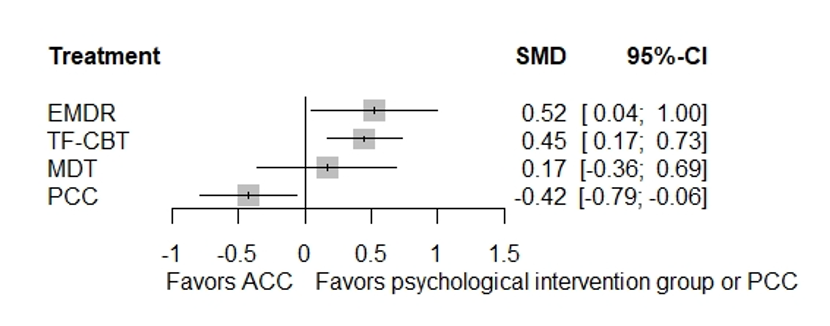 Treatment SMD 95%-CI
EMDR 0.52 [ 0.04; 1.00]
TF-CBT 0.45 [ 0.17; 0.73]
MDT 0.17 [-0.36; 0.69]
PCC -0.42 [-0.79; -0.06]
-1 -0.5 0 0.5 1 1.5
Favors ACC Favors psychological intervention group or PCC